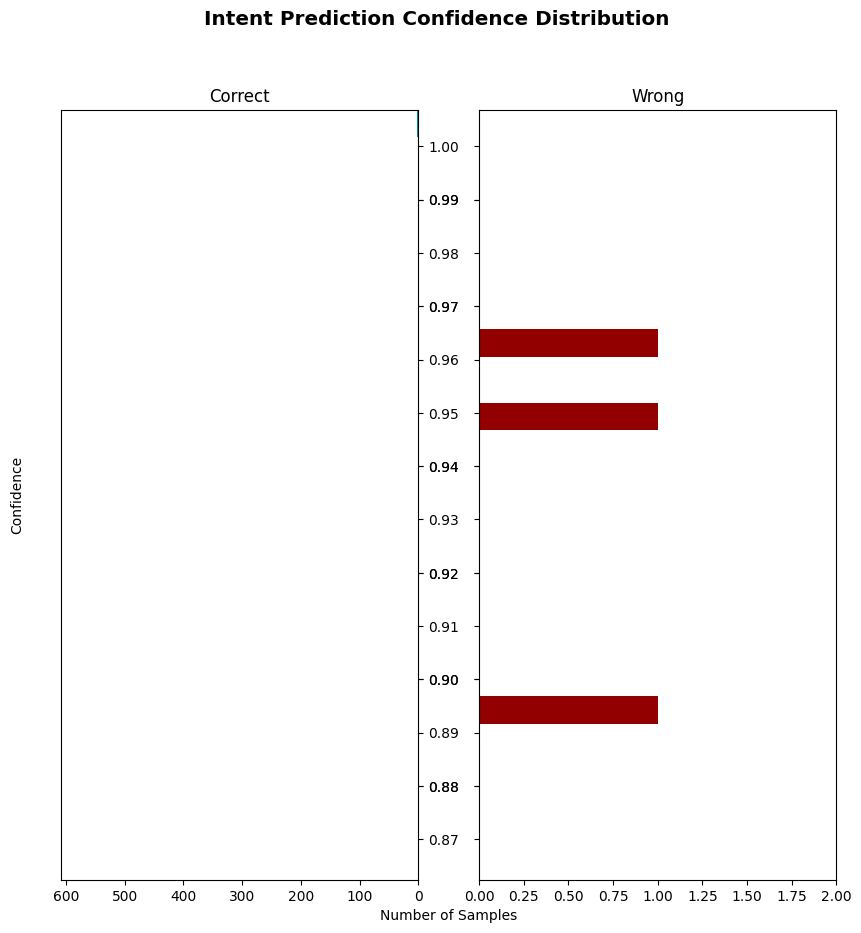 Intent Prediction Confidence Distribution
Correct
Wrong
1.00
0.99
0.98
0.97
0.96
0.95
0.94
0.93
0.92
0.91
0.90
0.89
0.88
0.87
Confidence
600 500 400 300 200 100 0
0.00 0.25 0.50 0.75 1.00 1.25 1.50 1.75 2.00
Number of Samples